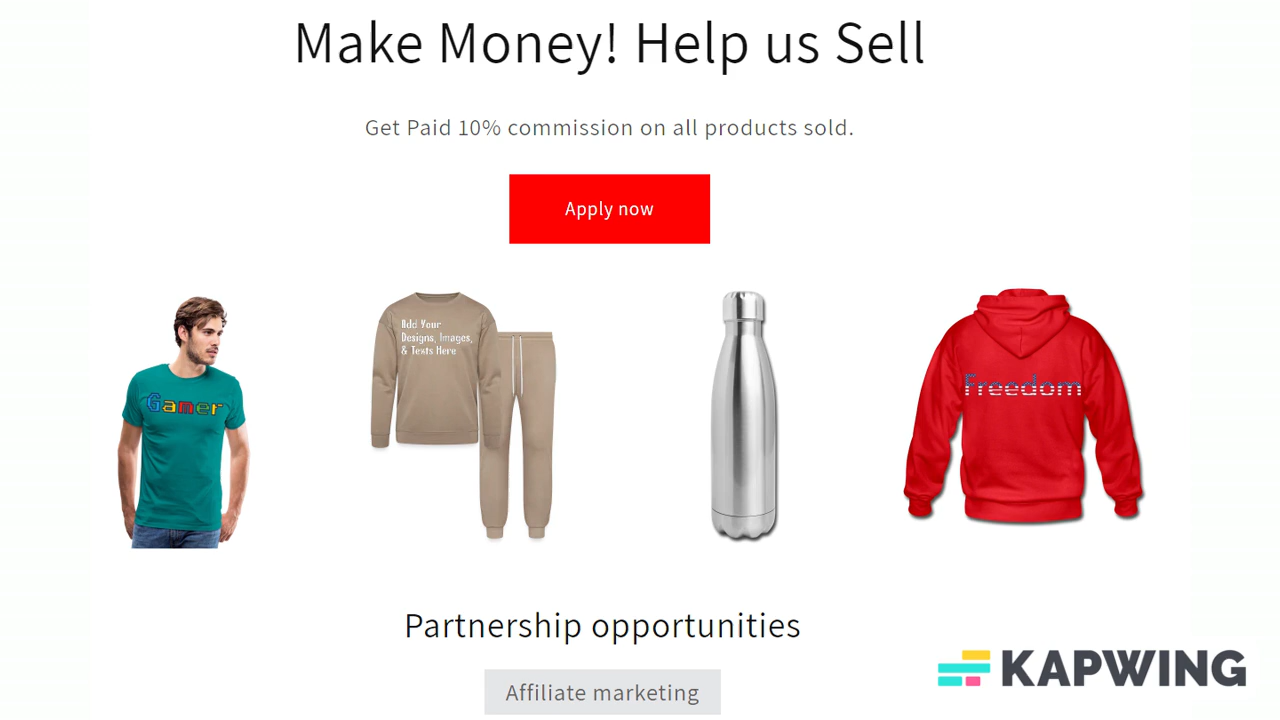 Make Money! Help us Sell
Get Paid 10% commission on all products sold.
Apply now
Gamer
Add Your
Designs, Images,
& Texts Here
Freedom
Partnership opportunities
Affiliate marketing
KAPWING